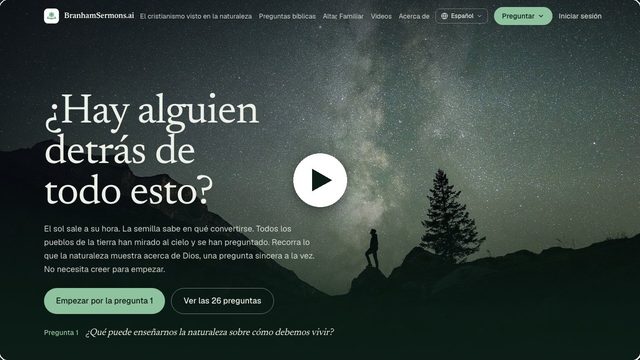 BranhamSermons.ai
El cristianismo visto en la naturaleza
Preguntas bíblicas
Altar Familiar
Videos
Acerca de
Español
Preguntar
Iniciar sesión
¿Hay alguien
detrás de
todo esto?
El sol sale a su hora. La semilla sabe en qué convertirse. Todos los
pueblos de la tierra han mirado al cielo y se han preguntado. Recorra lo
que la naturaleza muestra acerca de Dios, una pregunta sincera a la vez.
No necesita creer para empezar.
Empezar por la pregunta 1
Ver las 26 preguntas
Pregunta 1 ¿Qué puede enseñarnos la naturaleza sobre cómo debemos vivir?